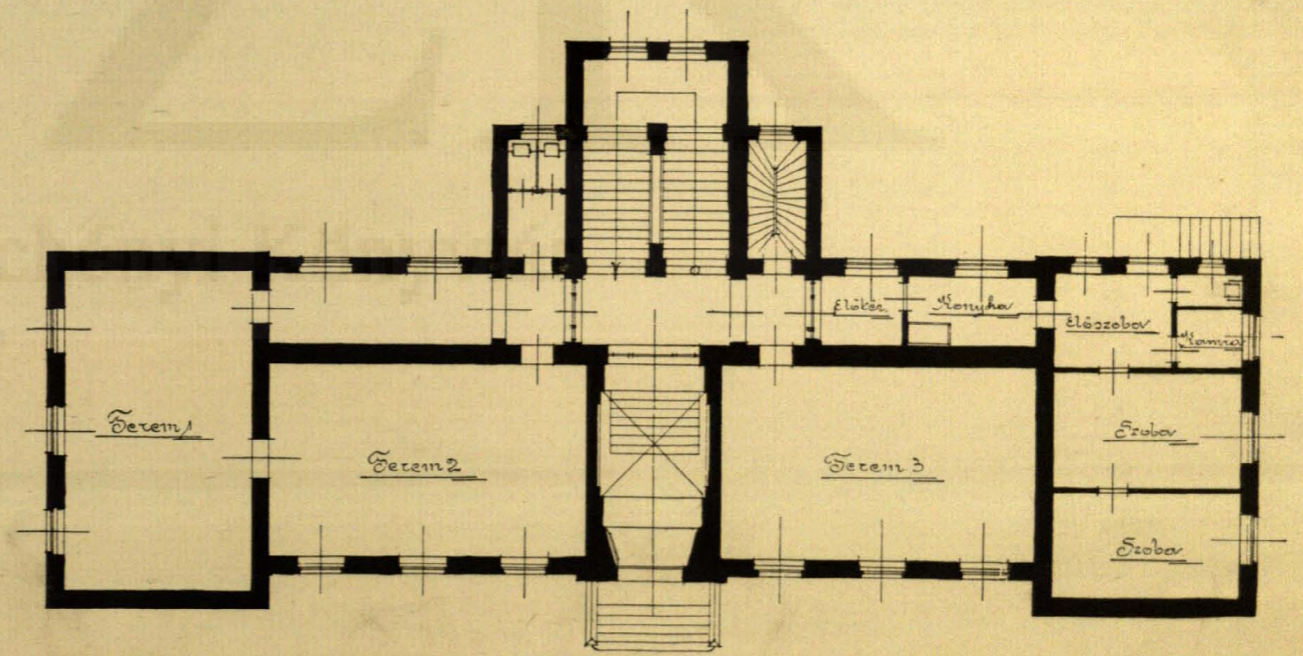 Előtér
Konyha
Előszoba
Kamra
Terem 1
Terem 2
Terem 3
Szoba
Szoba